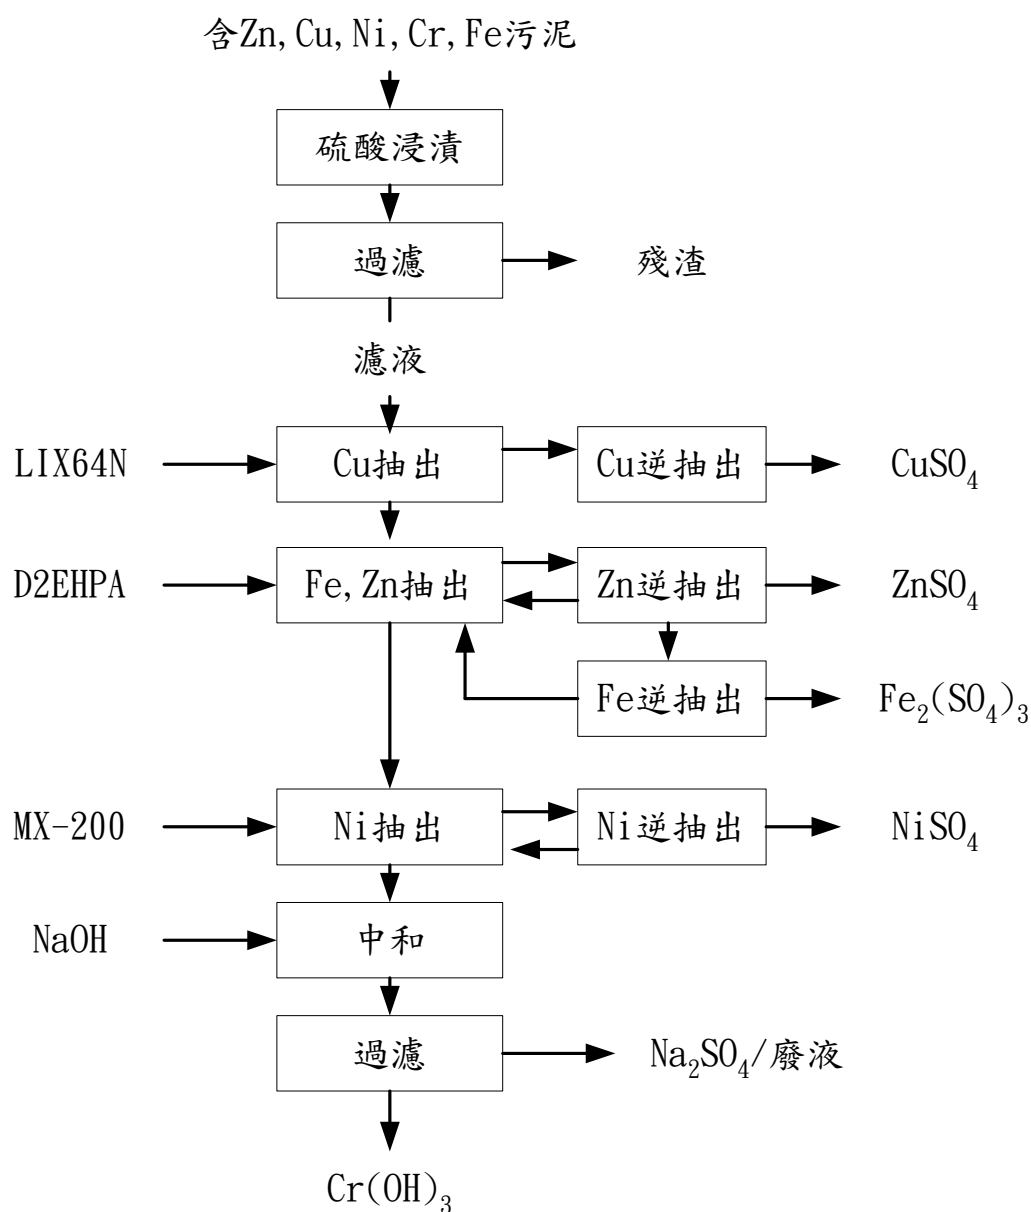 含Zn,Cu,Ni,Cr,Fe污泥
硫酸浸漬
過濾
殘渣
濾液
LIX64N
Cu抽出
Cu逆抽出
CuSO₄
D2EHPA
Fe,Zn抽出
Zn逆抽出
ZnSO₄
Fe逆抽出
Fe₂(SO₄)₃
MX-200
Ni抽出
Ni逆抽出
NiSO₄
NaOH
中和
過濾
Na₂SO₄/廢液
Cr(OH)₃